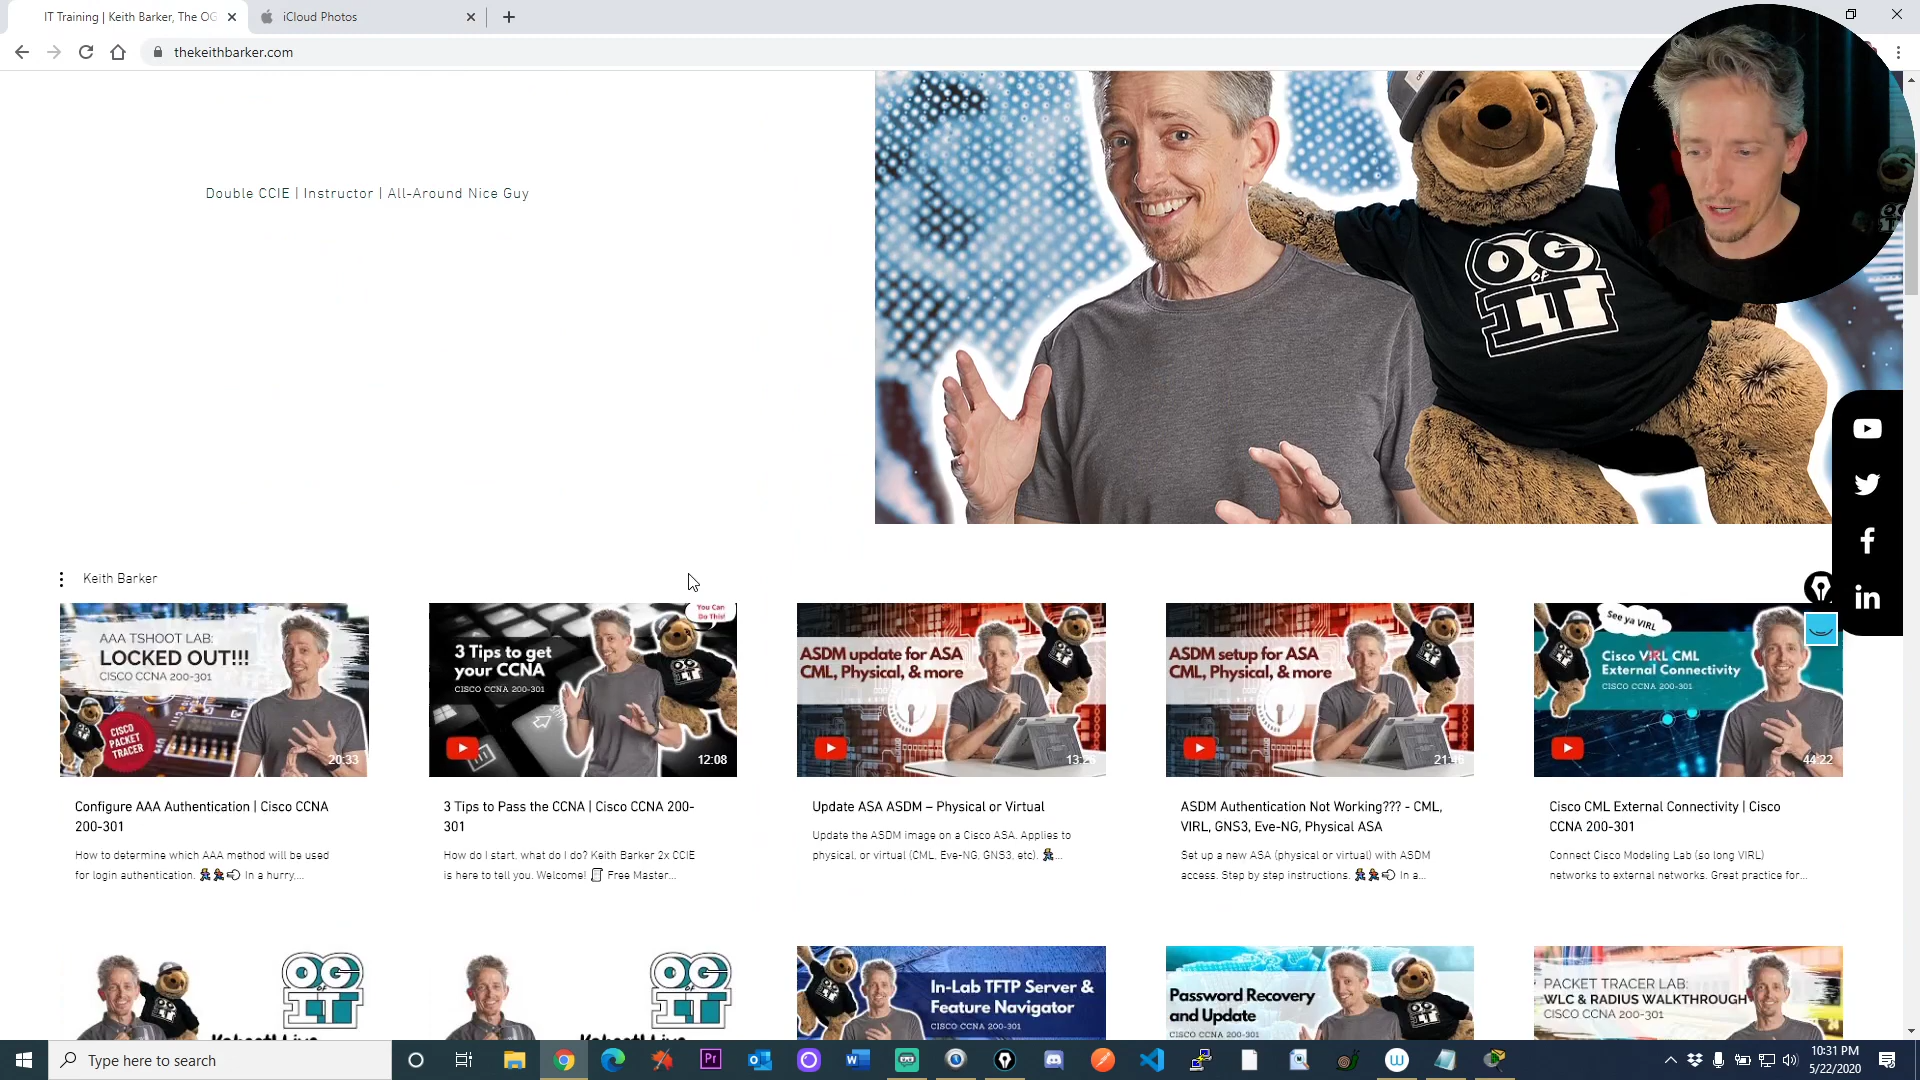 IT Training | Keith Barker, The OG
iCloud Photos
thekeithbarker.com
Double CCIE | Instructor | All-Around Nice Guy
OG
of
IT
Keith Barker
AAA TSHOOT LAB:
LOCKED OUT!!!
CISCO CCNA 200-301
CISCO
PACKET
TRACER
20:33
You Can
Do This!
3 Tips to get
your CCNA
CISCO CCNA 200-301
12:08
ASDM update for ASA
CML, Physical, & more
ASDM setup for ASA
CML, Physical, & more
See ya VIRL
Cisco VIRL CML
External Connectivity
CISCO CCNA 200-301
44:22
Configure AAA Authentication | Cisco CCNA
200-301
How to determine which AAA method will be used
for login authentication. In a hurry,...
3 Tips to Pass the CCNA | Cisco CCNA 200-
301
How do I start, what do I do? Keith Barker 2x CCIE
is here to tell you. Welcome! Free Master...
Update ASA ASDM – Physical or Virtual
Update the ASDM image on a Cisco ASA. Applies to
physical, or virtual (CML, Eve-NG, GNS3, etc). ...
ASDM Authentication Not Working??? - CML,
VIRL, GNS3, Eve-NG, Physical ASA
Set up a new ASA (physical or virtual) with ASDM
access. Step by step instructions. In a...
Cisco CML External Connectivity | Cisco
CCNA 200-301
Connect Cisco Modeling Lab (so long VIRL)
networks to external networks. Great practice for...
OG
of
IT
OG
of
IT
In-Lab TFTP Server &
Feature Navigator
CISCO CCNA 200-301
Password Recovery
and Update
CISCO CCNA 200-301
PACKET TRACER LAB:
WLC & RADIUS WALKTHROUGH
CISCO CCNA 200-301
Type here to search
10:31 PM
5/22/2020